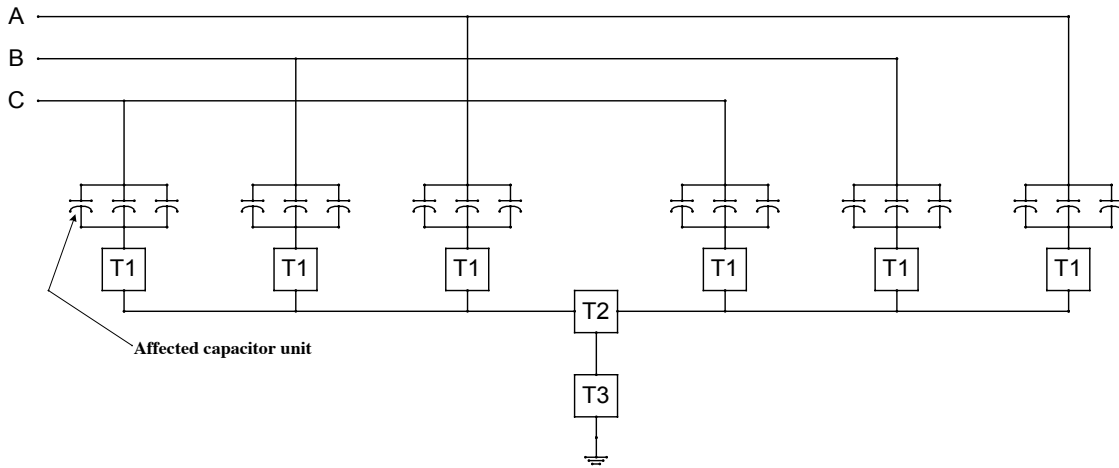 A
B
C
T1 T1 T1 T1 T1 T1
T2
Affected capacitor unit
T3